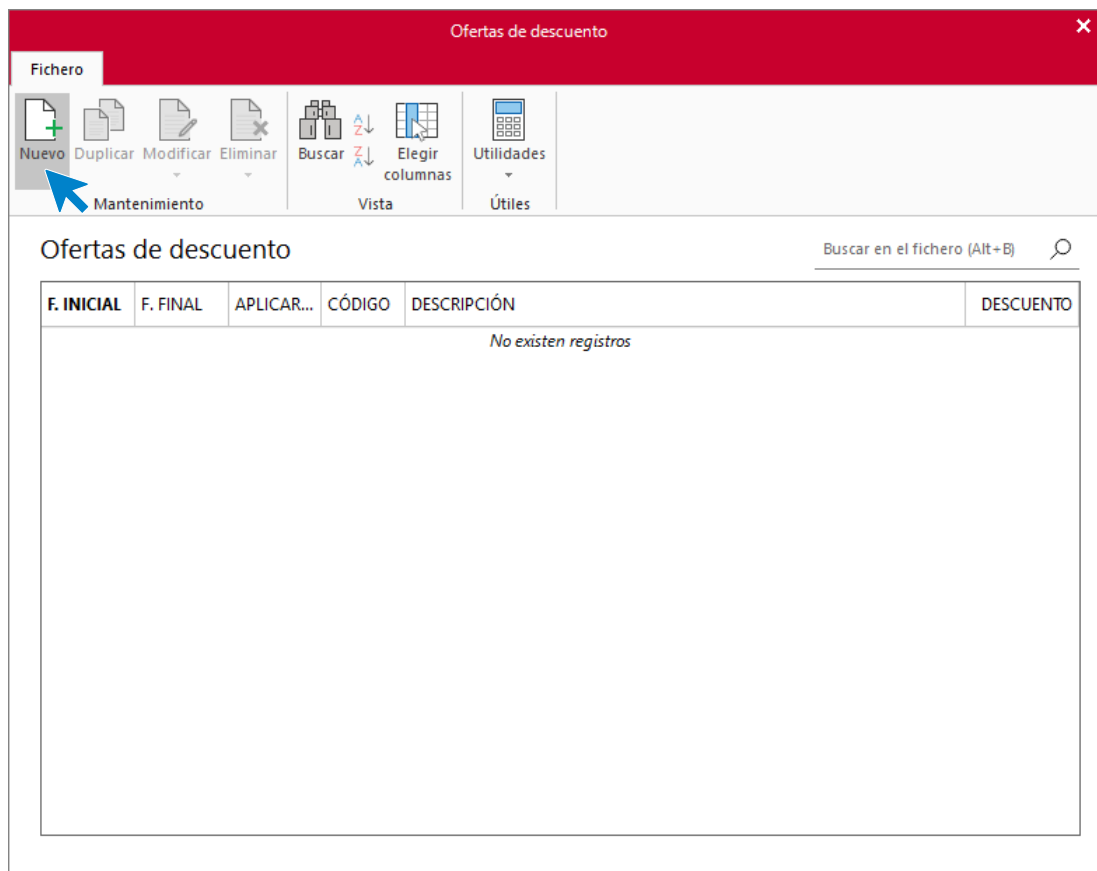 Ofertas de descuento
Fichero
Nuevo Duplicar Modificar Eliminar Buscar Elegir columnas Utilidades
Mantenimiento Vista Útiles
Ofertas de descuento
Buscar en el fichero (Alt+B)
F. INICIAL F. FINAL APLICAR... CÓDIGO DESCRIPCIÓN DESCUENTO
No existen registros